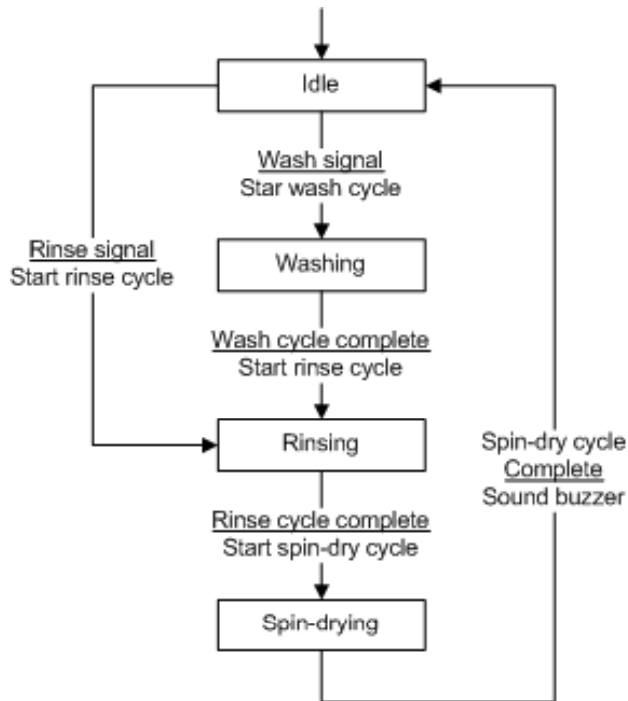 Idle
Wash signal
Star wash cycle
Rinse signal
Start rinse cycle
Washing
Wash cycle complete
Start rinse cycle
Rinsing
Spin-dry cycle
Complete
Sound buzzer
Rinse cycle complete
Start spin-dry cycle
Spin-drying